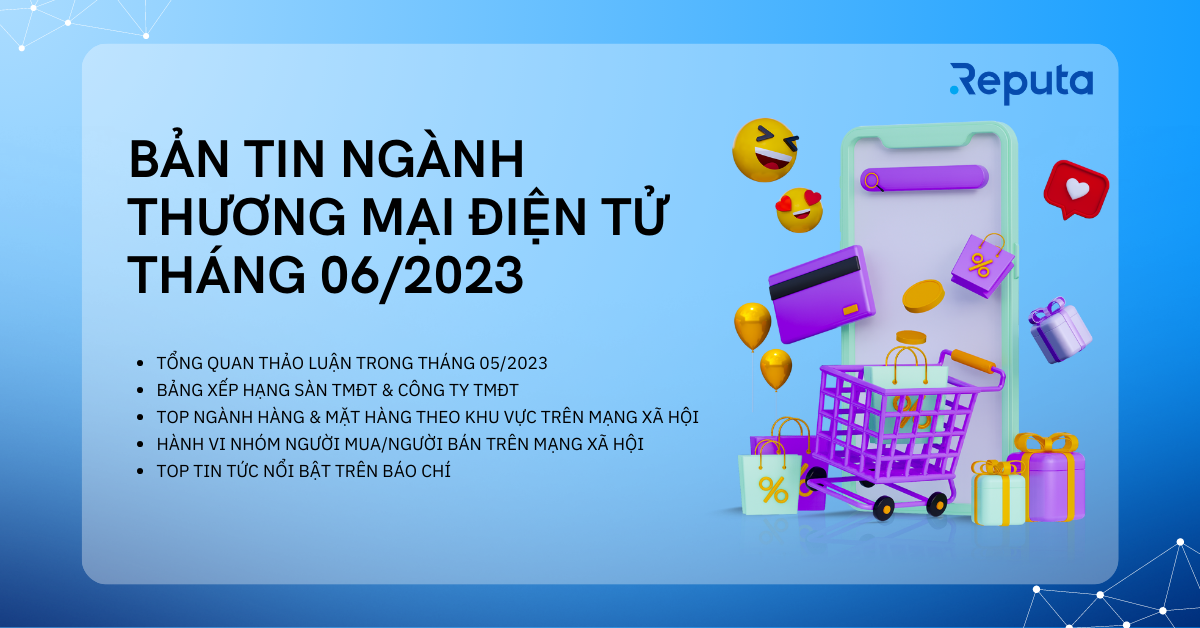 Reputa
BẢN TIN NGÀNH
THƯƠNG MẠI ĐIỆN TỬ
THÁNG 06/2023
• TỔNG QUAN THẢO LUẬN TRONG THÁNG 05/2023
• BẢNG XẾP HẠNG SÀN TMĐT & CÔNG TY TMĐT
• TOP NGÀNH HÀNG & MẶT HÀNG THEO KHU VỰC TRÊN MẠNG XÃ HỘI
• HÀNH VI NHÓM NGƯỜI MUA/NGƯỜI BÁN TRÊN MẠNG XÃ HỘI
• TOP TIN TỨC NỔI BẬT TRÊN BÁO CHÍ
%
%
%
%